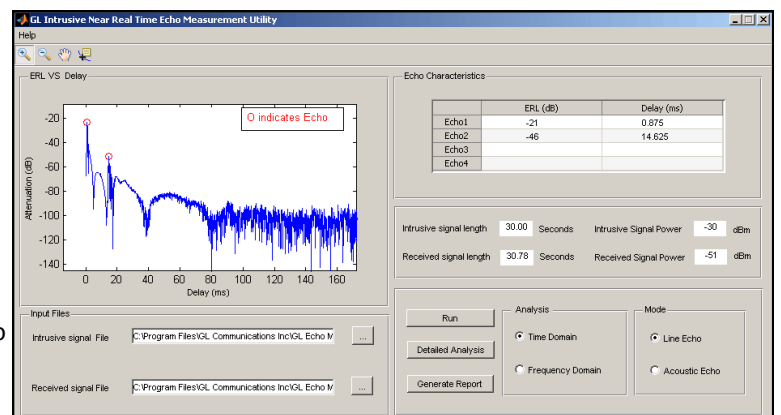 GL Intrusive Near Real Time Echo Measurement Utility
Help
ERL VS Delay
O indicates Echo
-20
-40
-60
-80
-100
-120
-140
Attenuation (dB)
0 20 40 60 80 100 120 140 160
Delay (ms)
Echo Characteristics
ERL (dB) Delay (ms)
Echo1 -21 0.875
Echo2 -46 14.625
Echo3
Echo4
Intrusive signal length 30.00 Seconds Intrusive Signal Power -30 dBm
Received signal length 30.78 Seconds Received Signal Power -51 dBm
Input Files
Intrusive signal File C:\Program Files\GL Communications Inc\GL Echo M ...
Received signal File C:\Program Files\GL Communications Inc\GL Echo M ...
Run
Detailed Analysis
Generate Report
Analysis
Time Domain
Frequency Domain
Mode
Line Echo
Acoustic Echo